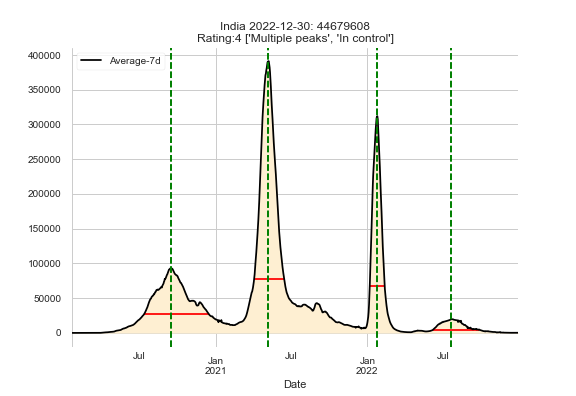 India 2022-12-30: 44679608
Rating:4 ['Multiple peaks', 'In control']
Average-7d
400000
350000
300000
250000
200000
150000
100000
50000
0
Jul
Jan
2021
Jul
Jan
2022
Jul
Date